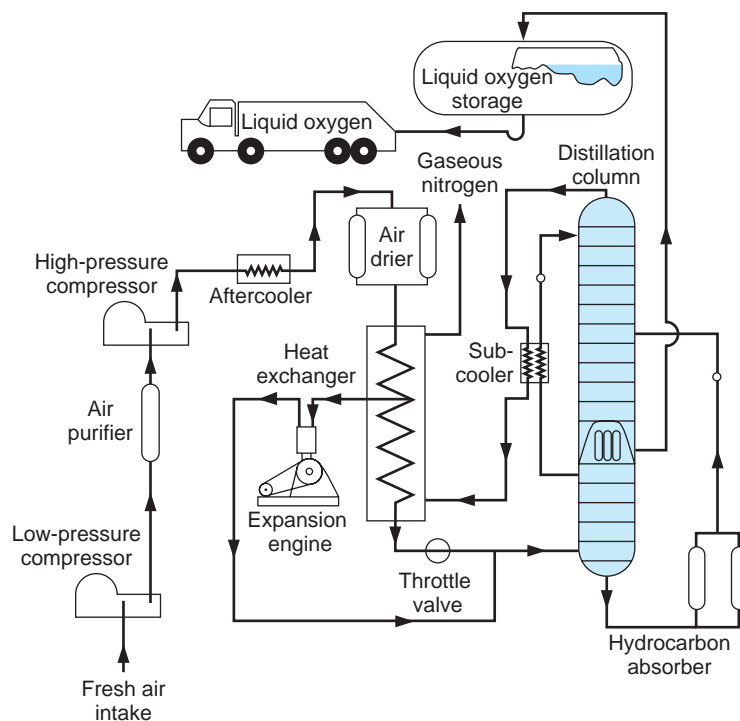 Liquid oxygen
storage
Liquid oxygen
Gaseous
nitrogen
Distillation
column
High-pressure
compressor
Aftercooler
Air
drier
Heat
exchanger
Sub-
cooler
Air
purifier
Expansion
engine
Low-pressure
compressor
Throttle
valve
Hydrocarbon
absorber
Fresh air
intake